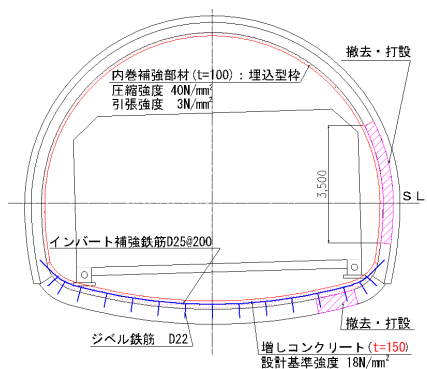 撤去・打設
内巻補強部材(t=100)：埋込型枠
圧縮強度 40N/mm²
引張強度 3N/mm²
3,500
ＳＬ
インバート補強鉄筋D25@200
ジベル鉄筋 D22
撤去・打設
増しコンクリート(t=150)
設計基準強度 18N/mm²